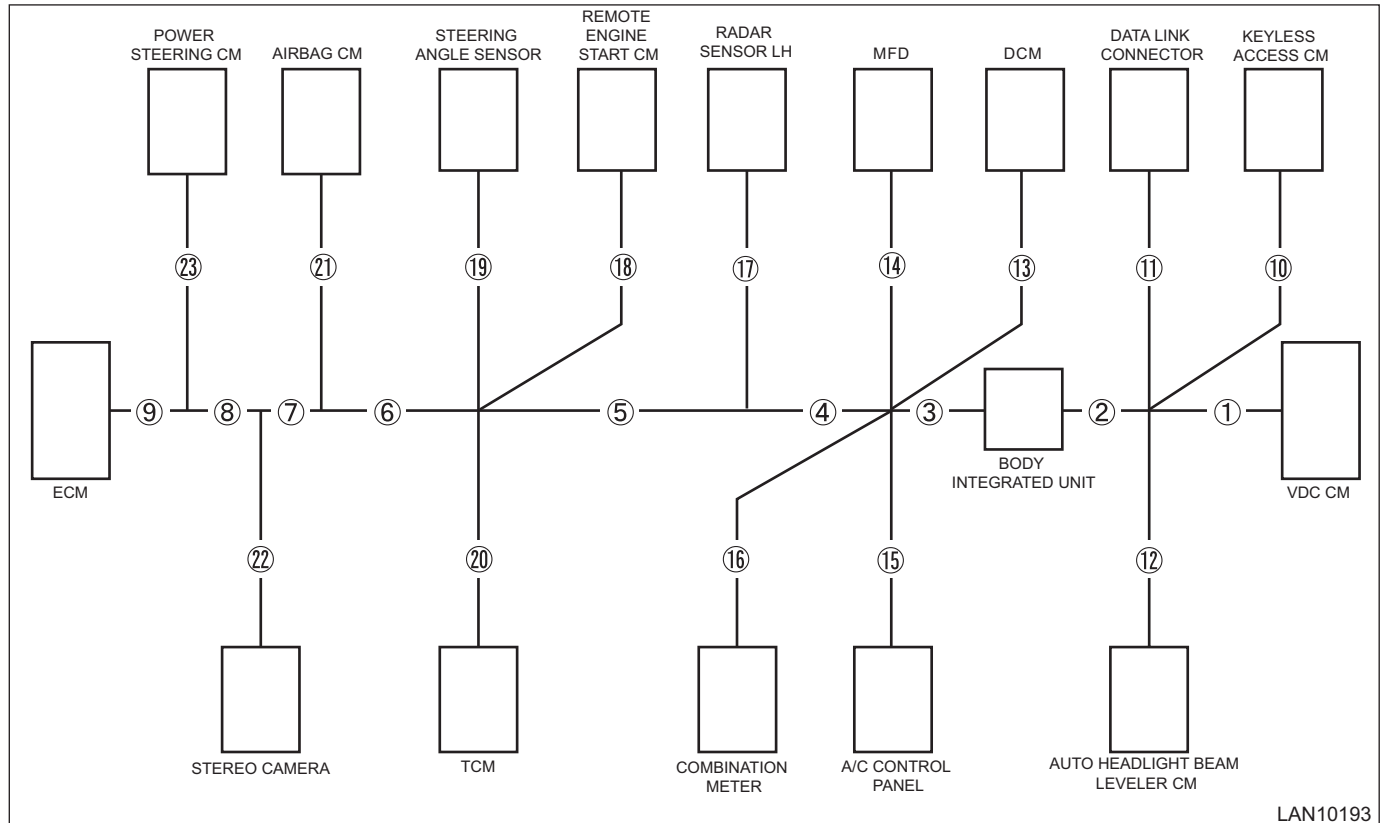 POWER
STEERING CM
AIRBAG CM
STEERING
ANGLE SENSOR
REMOTE
ENGINE
START CM
RADAR
SENSOR LH
MFD
DCM
DATA LINK
CONNECTOR
KEYLESS
ACCESS CM
㉓
㉑
⑲
⑱
⑰
⑭
⑬
⑪
⑩
⑨
⑧
⑦
⑥
⑤
④
③
②
①
ECM
BODY
INTEGRATED UNIT
VDC CM
㉒
⑳
⑯
⑮
⑫
STEREO CAMERA
TCM
COMBINATION
METER
A/C CONTROL
PANEL
AUTO HEADLIGHT BEAM
LEVELER CM
LAN10193